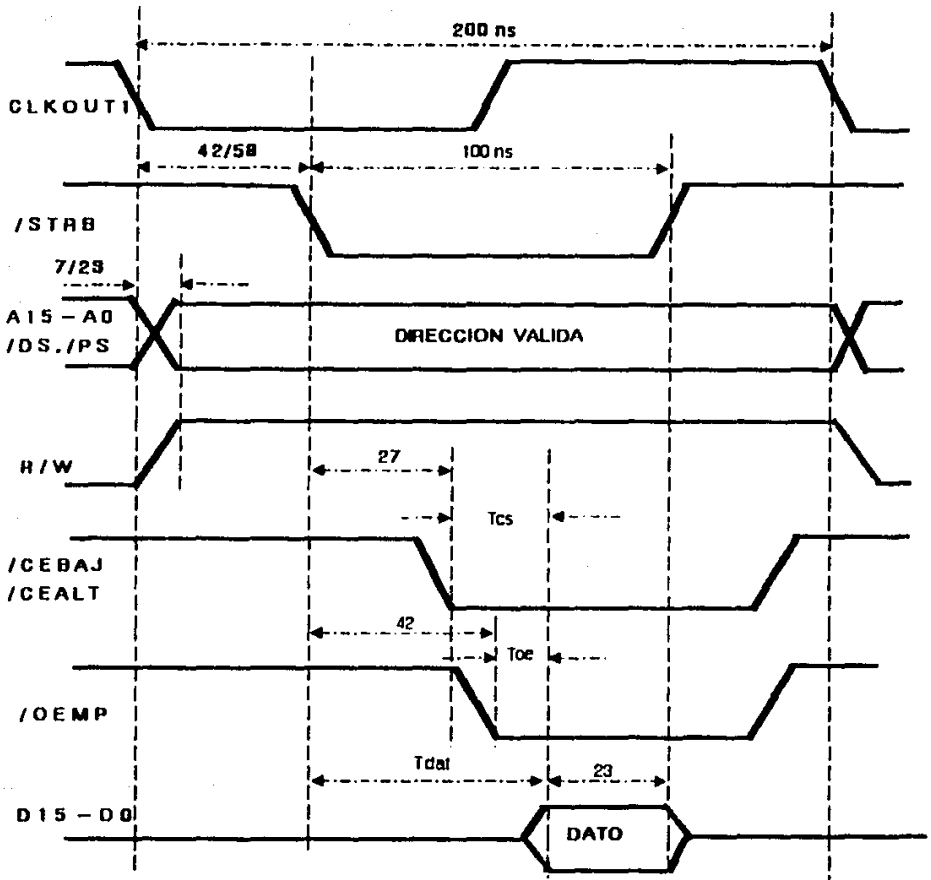 200 ns
CLKOUT1
42/58
100 ns
/STRB
7/29
A15-A0
/DS,/PS
DIRECCION VALIDA
R/W
27
Tcs
/CEBAJ
/CEALT
42
Toe
/OEMP
Tdat
23
D15-D0
DATO